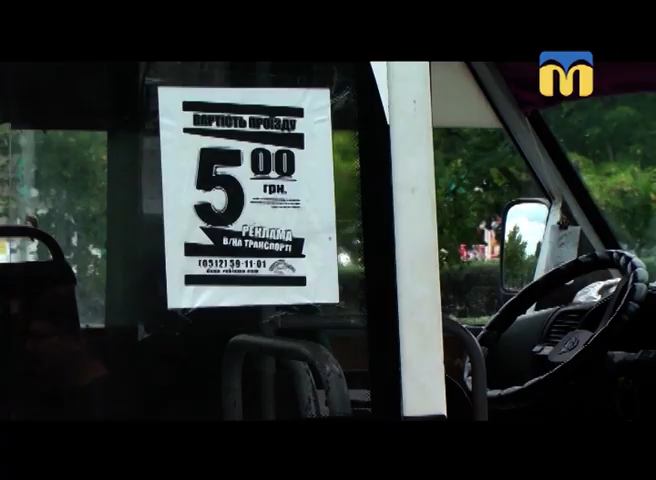 ВАРТІСТЬ ПРОЇЗДУ
5 00
грн.
РЕКЛАМА
В/НА ТРАНСПОРТІ
(0512) 59-11-01